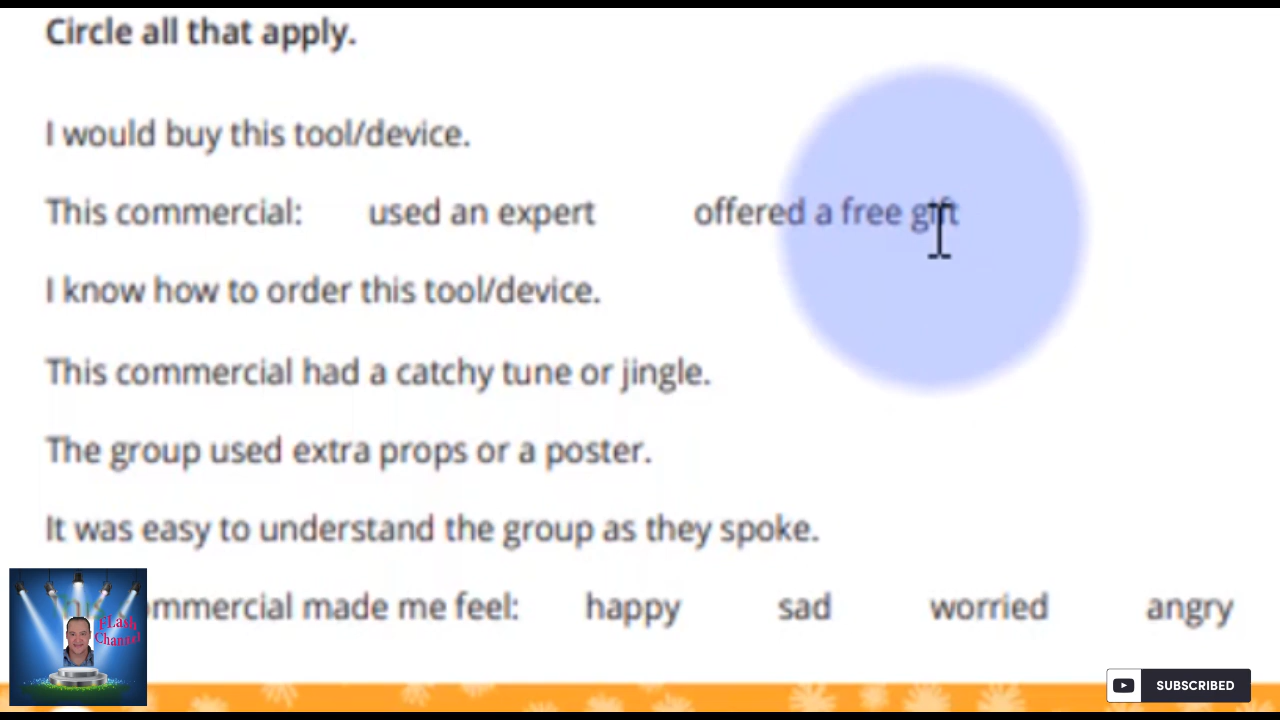 Circle all that apply.
I would buy this tool/device.
This commercial: used an expert offered a free gift
I know how to order this tool/device.
This commercial had a catchy tune or jingle.
The group used extra props or a poster.
It was easy to understand the group as they spoke.
commercial made me feel: happy sad worried angry
FLash
Channel
SUBSCRIBED